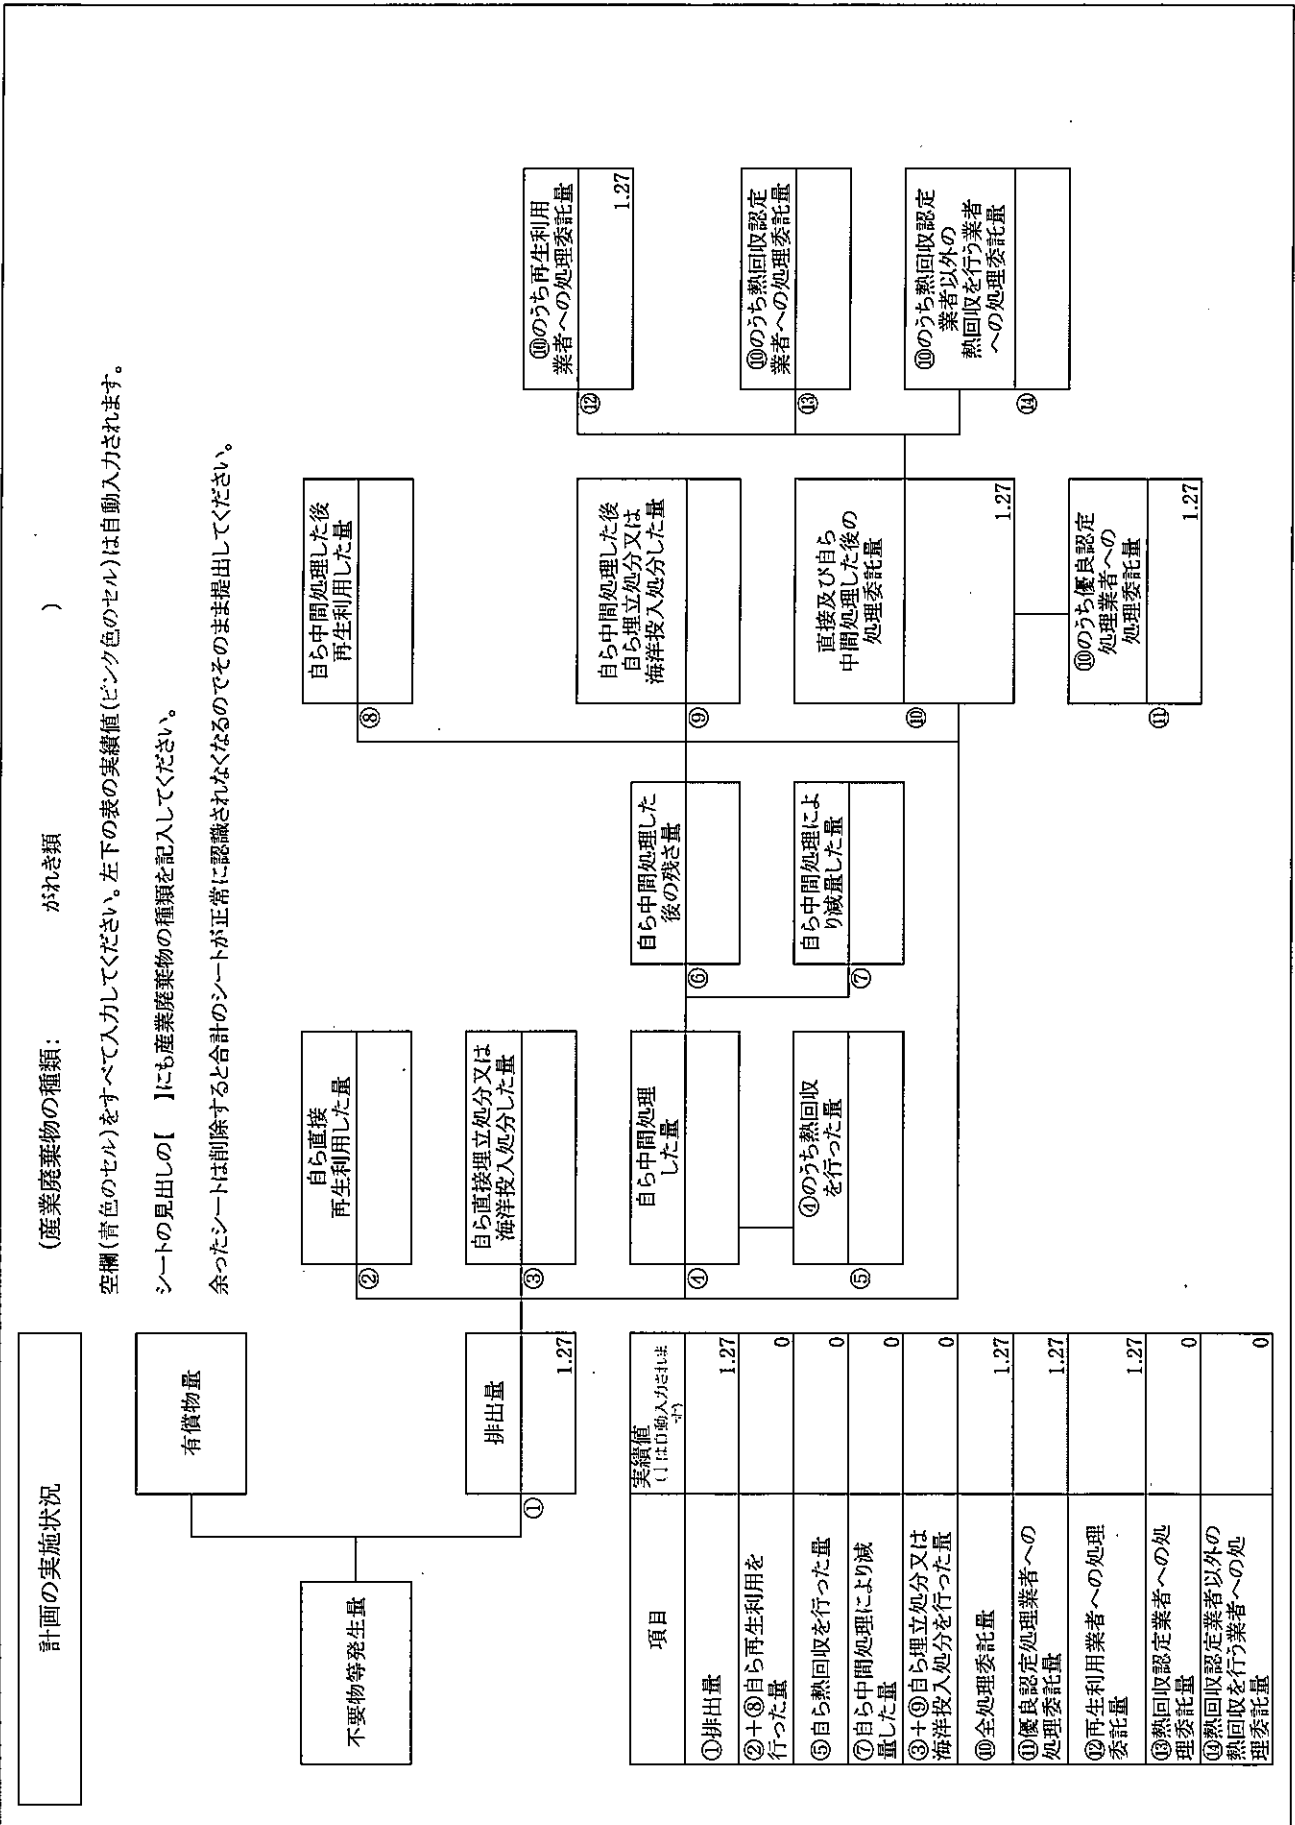 計画の実施状況
(産業廃棄物の種類:　がれき類　)
空欄(青色のセル)をすべて入力してください。左下の表の実績値(ピンク色のセル)は自動入力されます。
シートの見出しの【　】にも産業廃棄物の種類を記入してください。
余ったシートは削除すると合計のシートが正常に認識されなくなるのでそのまま提出してください。
不要物等発生量
有償物量
①
排出量
1.27
②
自ら直接
再生利用した量
③
自ら直接埋立処分又は
海洋投入処分した量
④
自ら中間処理
した量
⑤
④のうち熱回収
を行った量
⑥
自ら中間処理した
後の残さ量
⑦
自ら中間処理によ
り減量した量
⑧
自ら中間処理した後
再生利用した量
⑨
自ら中間処理した後
自ら埋立処分又は
海洋投入処分した量
⑩
直接及び自ら
中間処理した後の
処理委託量
1.27
⑪
⑩のうち優良認定
処理業者への
処理委託量
1.27
⑫
⑩のうち再生利用
業者への処理委託量
1.27
⑬
⑩のうち熱回収認定
業者への処理委託量
⑭
⑩のうち熱回収認定
業者以外の
熱回収を行う業者
への処理委託量
項目
実績値
①排出量
1.27
②+⑧自ら再生利用を
行った量
0
⑤自ら熱回収を行った量
0
⑦自ら中間処理により減
量した量
0
③+⑨自ら埋立処分又は
海洋投入処分を行った量
0
⑩全処理委託量
1.27
⑪優良認定処理業者への
処理委託量
1.27
⑫再生利用業者への処理
委託量
1.27
⑬熱回収認定業者への処
理委託量
0
⑭熱回収認定業者以外の
熱回収を行う業者への処
理委託量
0